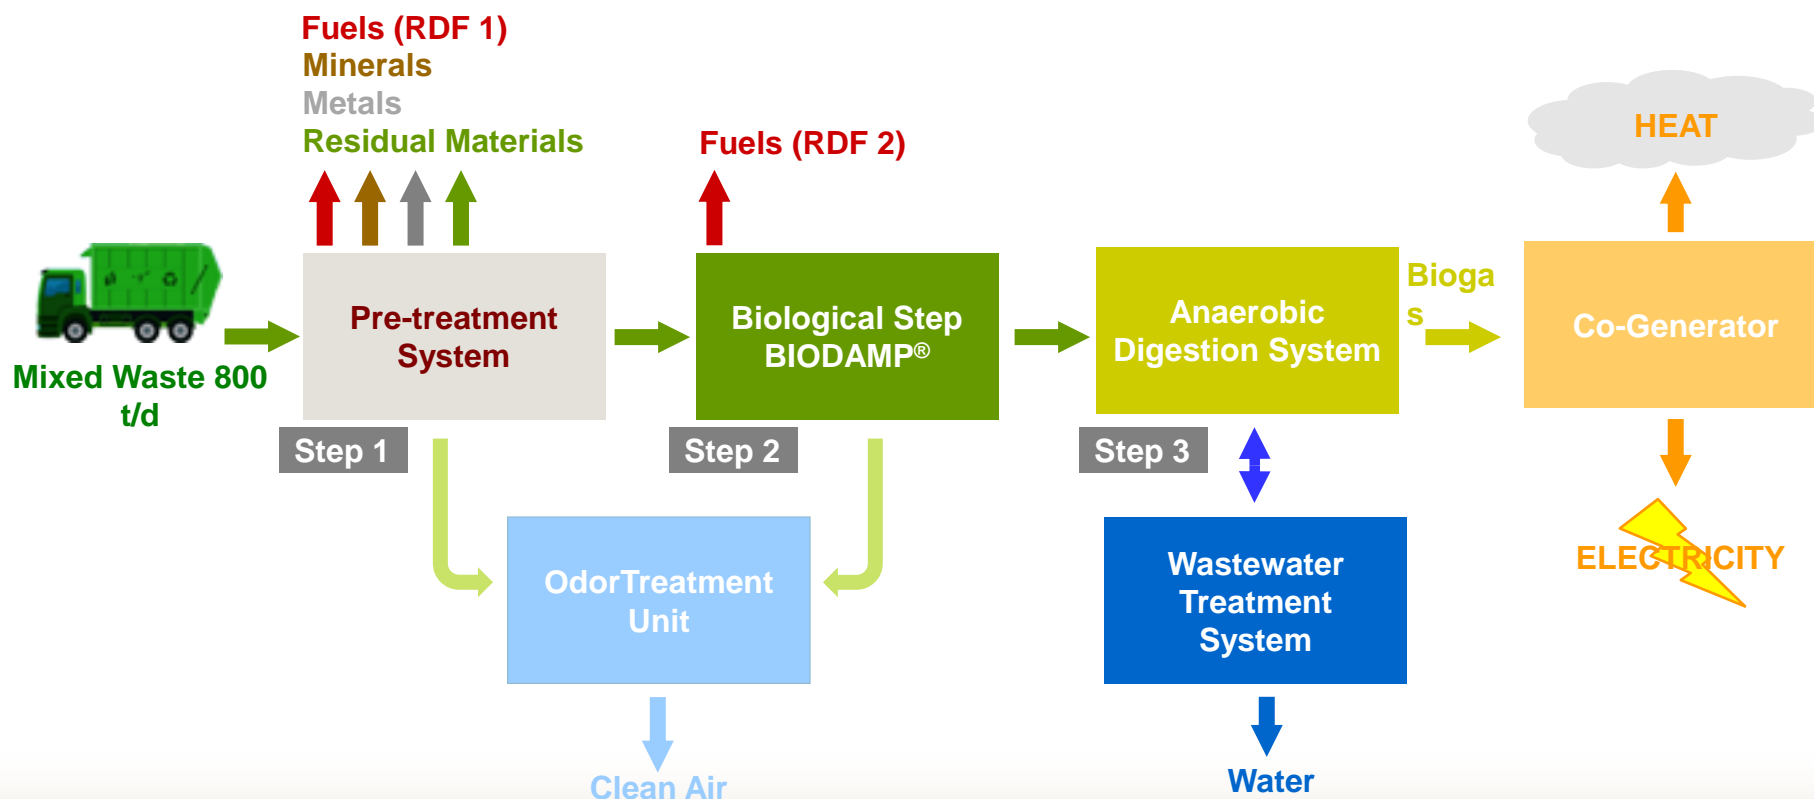 Fuels (RDF 1)
Minerals
Metals
Residual Materials
Fuels (RDF 2)
HEAT
Mixed Waste 800
t/d
Pre-treatment
System
Biological Step
BIODAMP®
Anaerobic
Digestion System
Bioga
s
Co-Generator
Step 1
Step 2
Step 3
OdorTreatment
Unit
Wastewater
Treatment
System
ELECTRICITY
Clean Air
Water